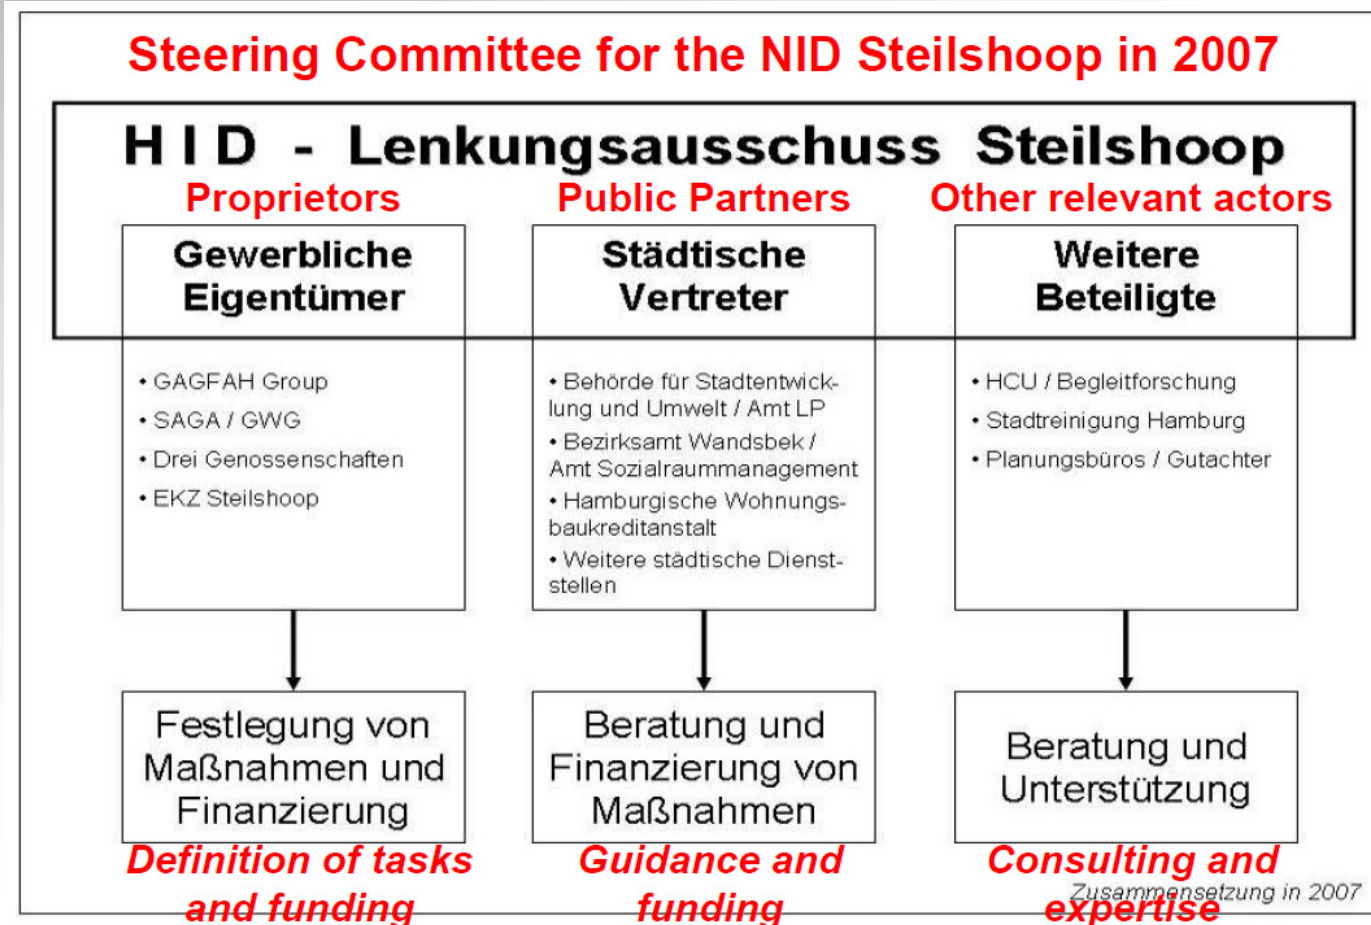 Steering Committee for the NID Steilshoop in 2007
HID - Lenkungsausschuss Steilshoop
Proprietors
Gewerbliche
Eigentümer
• GAGFAH Group
• SAGA / GWG
• Drei Genossenschaften
• EKZ Steilshoop
Festlegung von
Maßnahmen und
Finanzierung
Definition of tasks
and funding
Public Partners
Städtische
Vertreter
• Behörde für Stadtentwick-
lung und Umwelt / Amt LP
• Bezirksamt Wandsbek /
Amt Sozialraummanagement
• Hamburgische Wohnungs-
baukreditanstalt
• Weitere städtische Dienst-
stellen
Beratung und
Finanzierung von
Maßnahmen
Guidance and
funding
Other relevant actors
Weitere
Beteiligte
• HCU / Begleitforschung
• Stadtreinigung Hamburg
• Planungsbüros / Gutachter
Beratung und
Unterstützung
Consulting and
expertise
Zusammensetzung in 2007